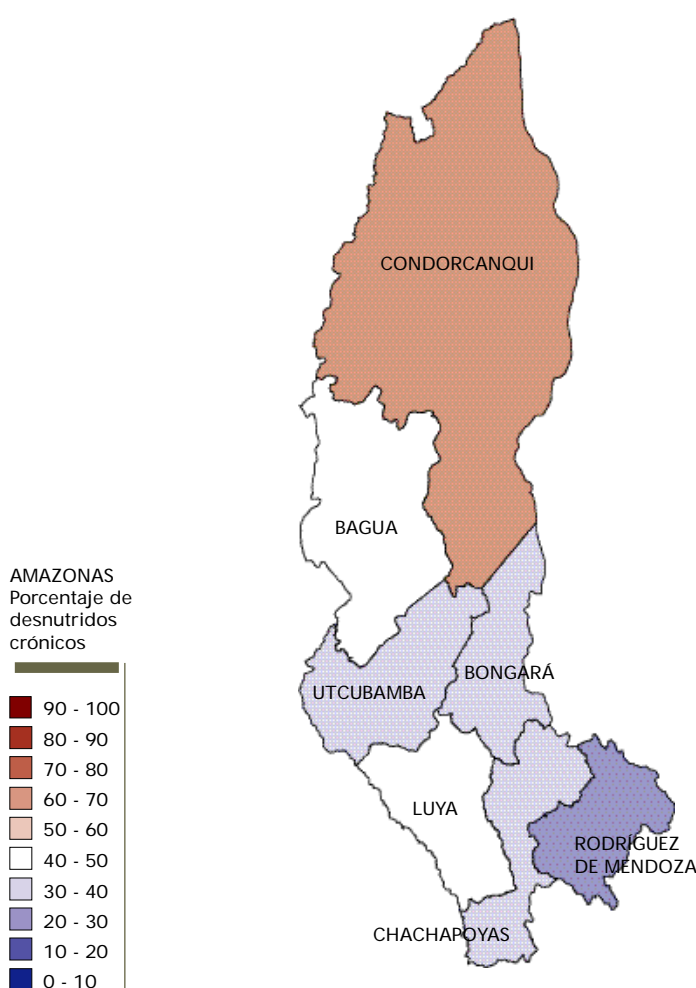 CONDORCANQUI
BAGUA
AMAZONAS
Porcentaje de
desnutridos
crónicos
BONGARÁ
UTCUBAMBA
LUYA
RODRÍGUEZ
DE MENDOZA
CHACHAPOYAS
90 - 100
80 - 90
70 - 80
60 - 70
50 - 60
40 - 50
30 - 40
20 - 30
10 - 20
0 - 10